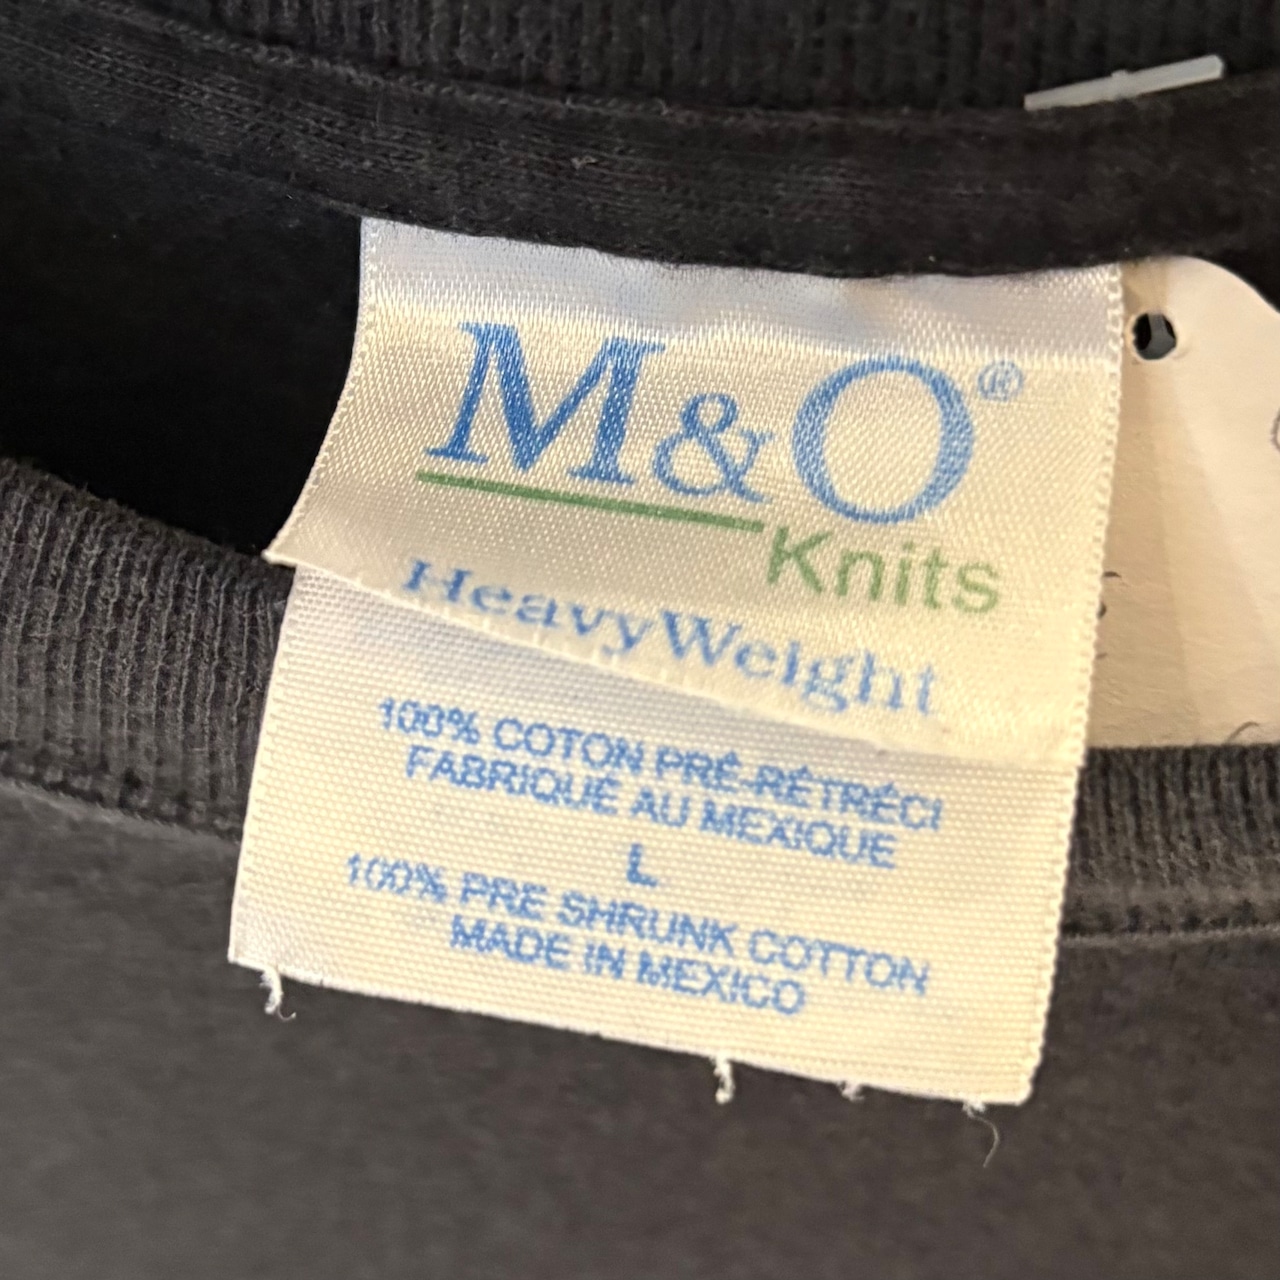 M&O®
Knits
HeavyWeight
100% COTON PRÉ-RÉTRÉCI
FABRIQUÉ AU MEXIQUE
L
100% PRE SHRUNK COTTON
MADE IN MEXICO